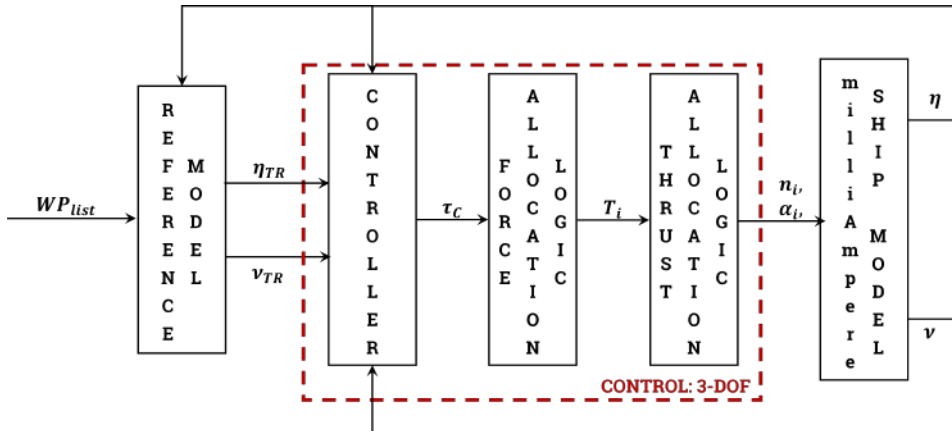 WP_list
REFERENCE
MODEL
η_TR
ν_TR
CONTROLLER
τ_C
FORCE
ALLOCATION
LOGIC
T_i
THRUST
ALLOCATION
LOGIC
n_i,
α_i,
milliAmpere
SHIP MODEL
η
ν
CONTROL: 3-DOF